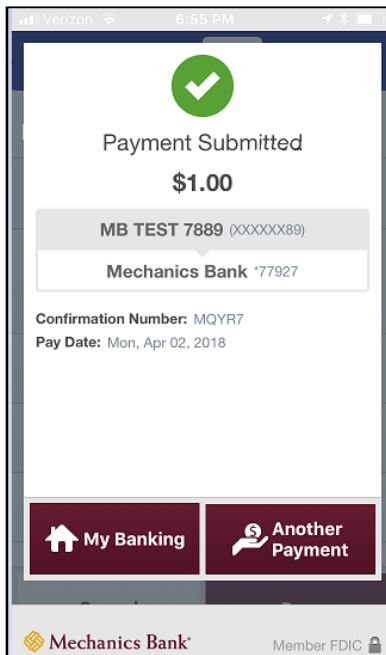 Verizon 6:55 PM
Payment Submitted
$1.00
MB TEST 7889 (XXXXXX89)
Mechanics Bank *77927
Confirmation Number: MQYR7
Pay Date: Mon, Apr 02, 2018
My Banking
Another
Payment
Mechanics Bank
Member FDIC